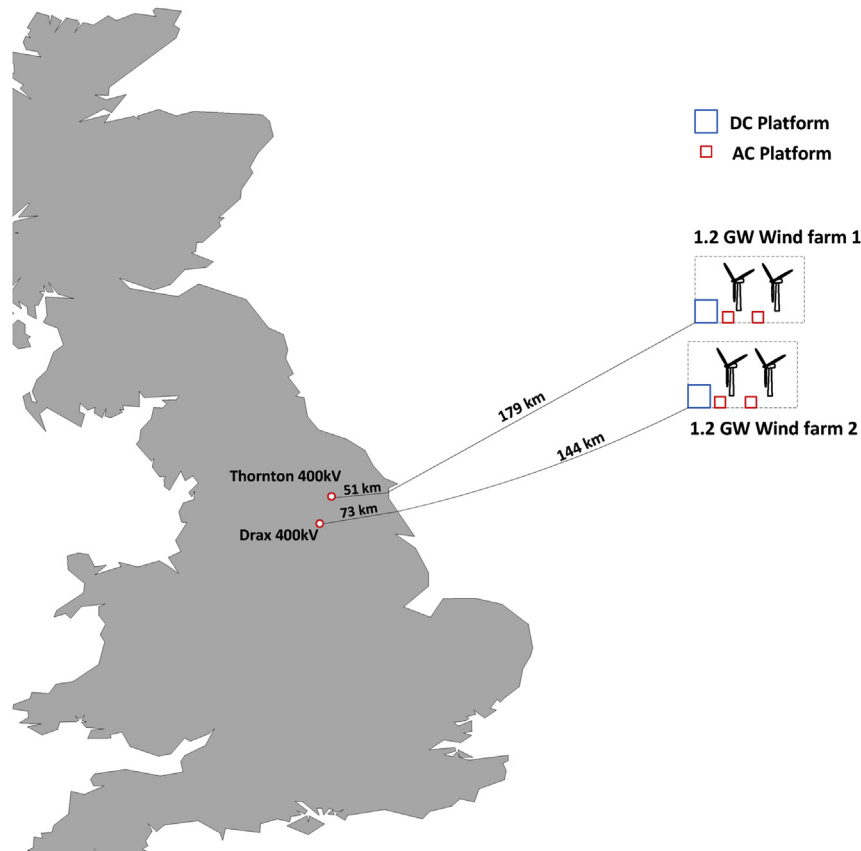 DC Platform
AC Platform
1.2 GW Wind farm 1
179 km
1.2 GW Wind farm 2
144 km
Thornton 400kV
51 km
73 km
Drax 400kV